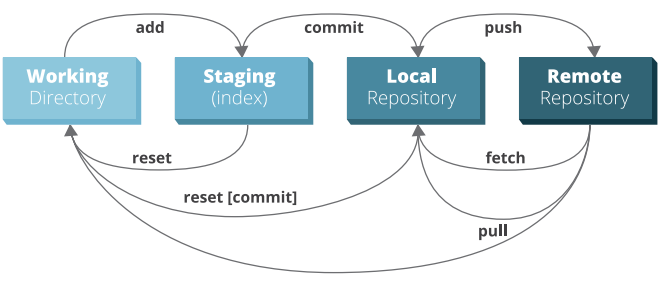 add
commit
push
Working
Directory
Staging
(index)
Local
Repository
Remote
Repository
reset
fetch
reset [commit]
pull